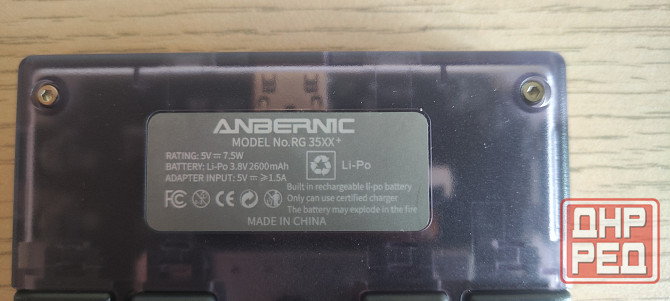 ANBERNIC
MODEL No.RG 35XX+
RATING: 5V⎓7.5W
BATTERY: Li-Po 3.8V 2600mAh
ADAPTER INPUT: 5V⎓⩾1.5A
Li-Po
FC CE
Built in rechargeable li-po battery
Only can use certified charger
The battery may explode in the fire
MADE IN CHINA
ДНР
РЕД